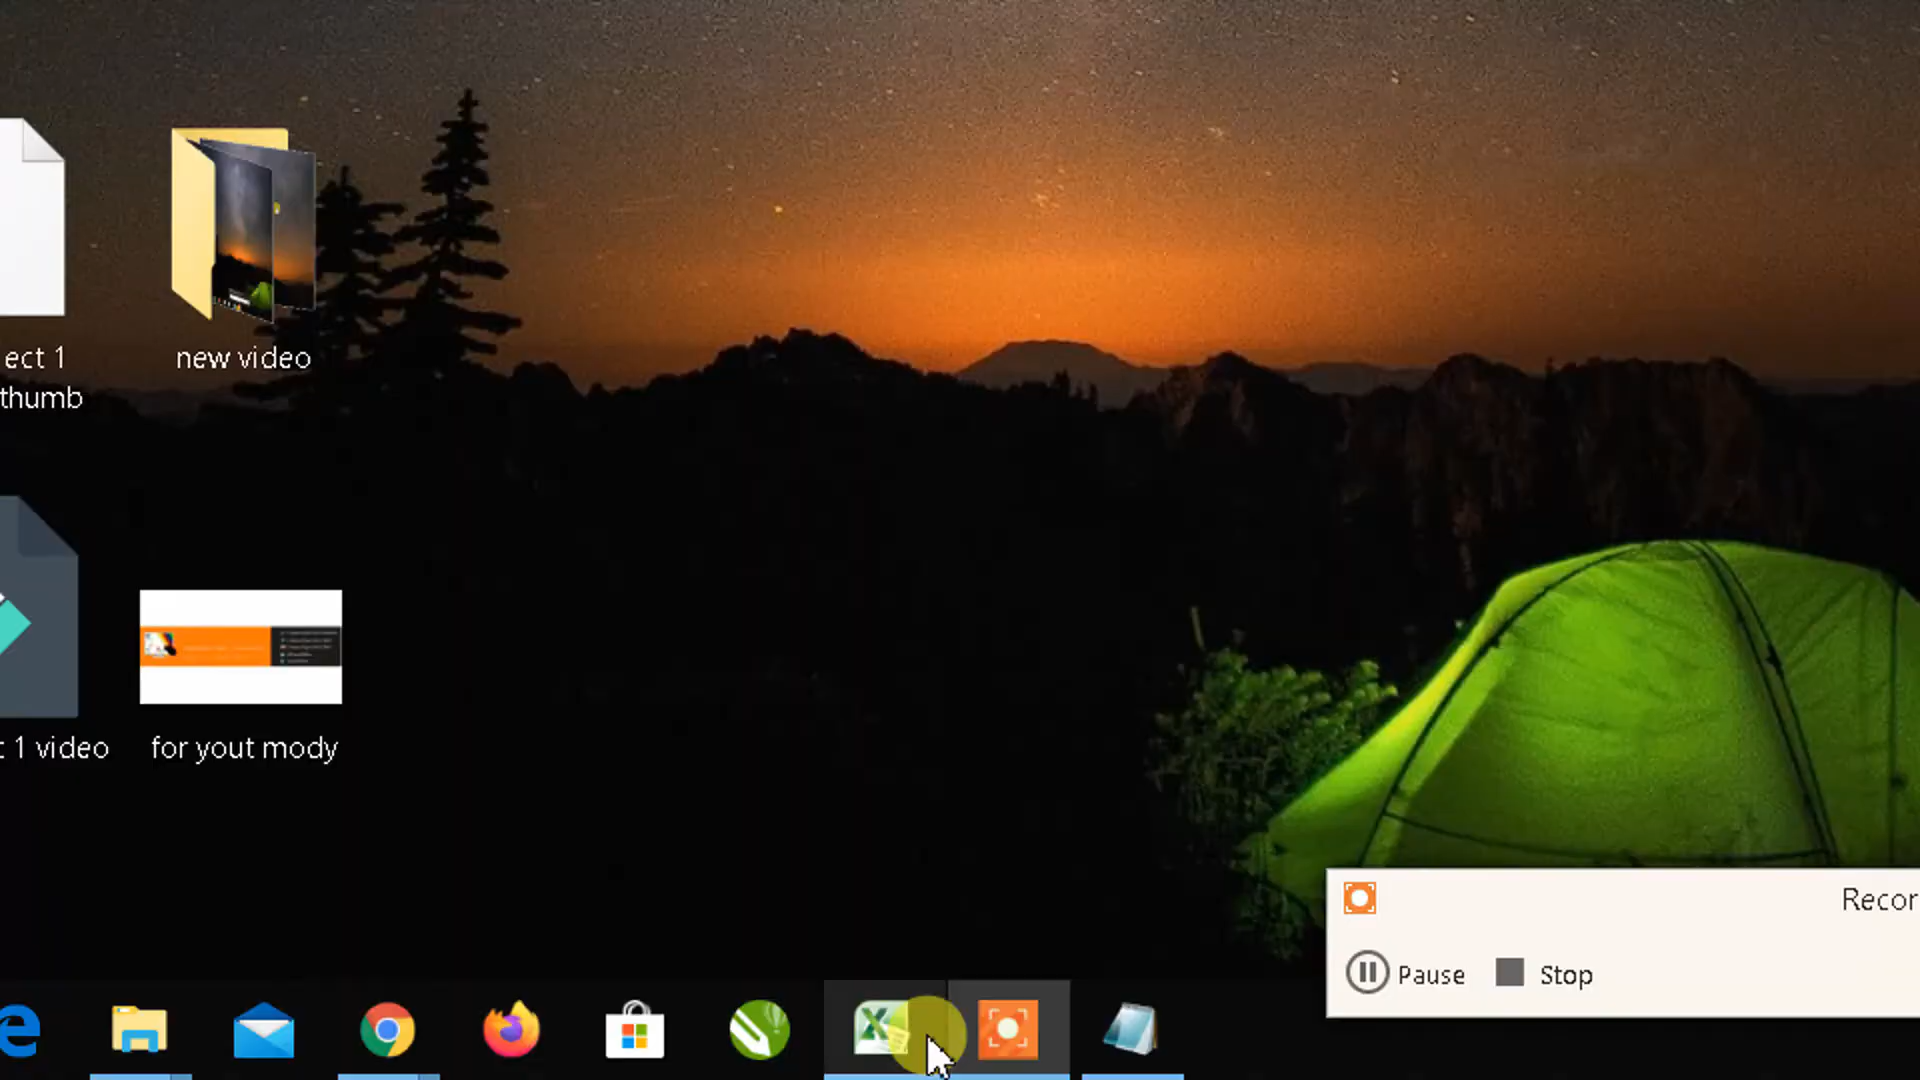 ect 1
thumb
new video
t 1 video
for yout mody
Recor
Pause
Stop